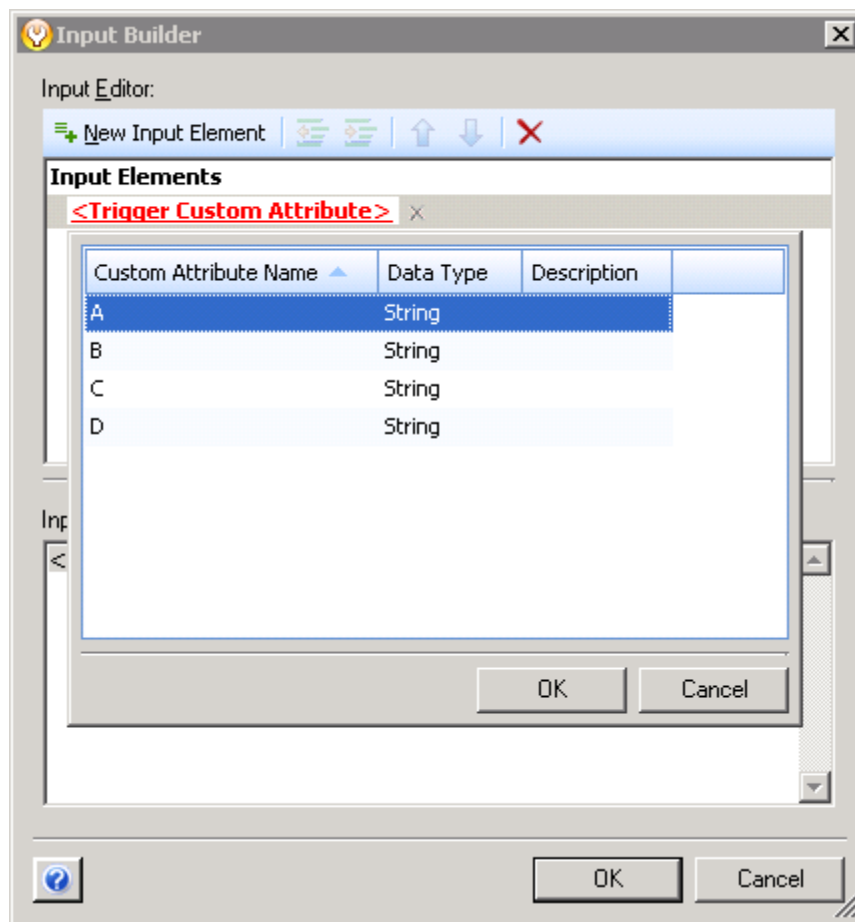 Input Builder
Input Editor:
New Input Element
Input Elements
<Trigger Custom Attribute>
Custom Attribute Name Data Type Description
A String
B String
C String
D String
Inp
<
OK Cancel
OK Cancel